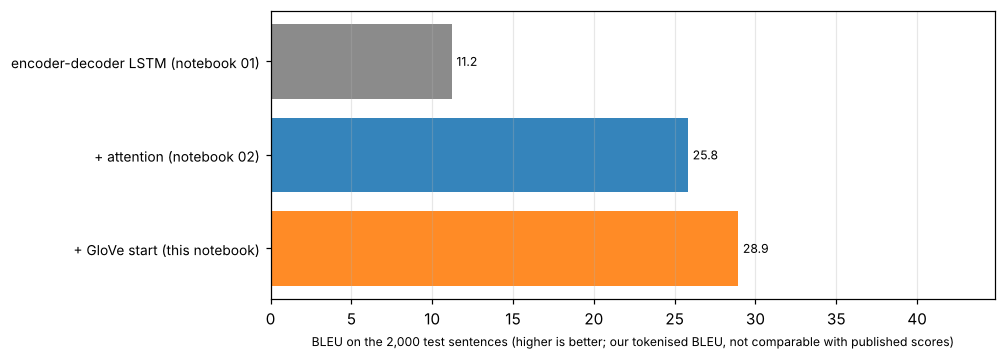 encoder-decoder LSTM (notebook 01)
11.2
+ attention (notebook 02)
25.8
+ GloVe start (this notebook)
28.9
0 5 10 15 20 25 30 35 40
BLEU on the 2,000 test sentences (higher is better; our tokenised BLEU, not comparable with published scores)